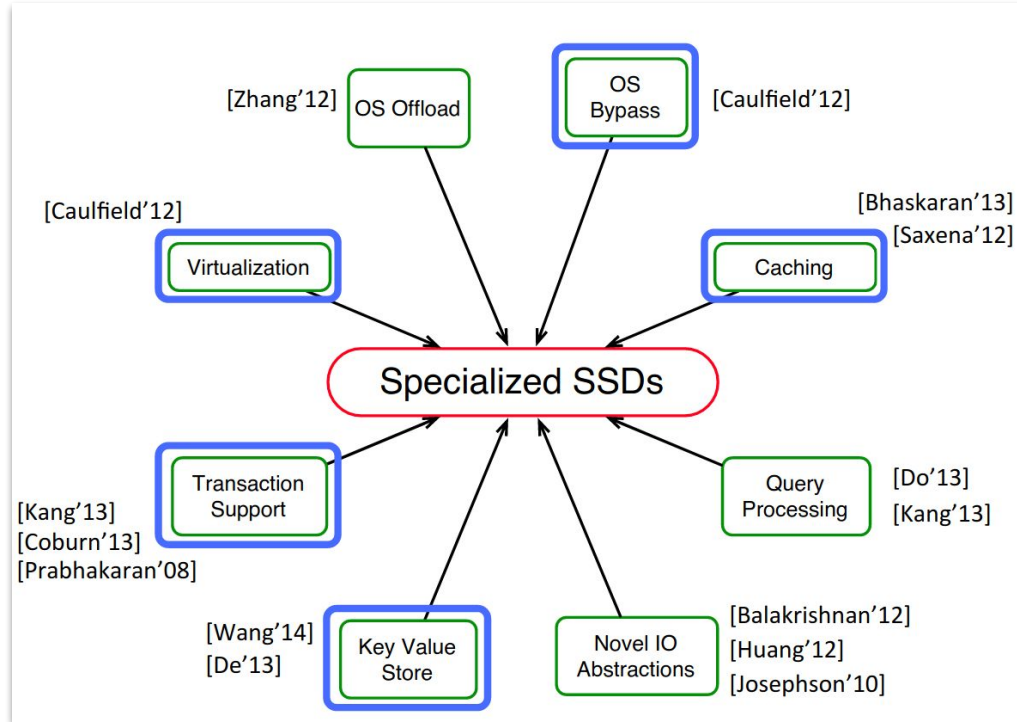 [Zhang’12]
OS Offload
OS
Bypass
[Caulfield’12]
[Caulfield’12]
Virtualization
[Bhaskaran’13]
[Saxena’12]
Caching
Specialized SSDs
Transaction
Support
[Kang’13]
[Coburn’13]
[Prabhakaran’08]
Query
Processing
[Do’13]
[Kang’13]
[Wang’14]
[De’13]
Key Value
Store
Novel IO
Abstractions
[Balakrishnan’12]
[Huang’12]
[Josephson’10]